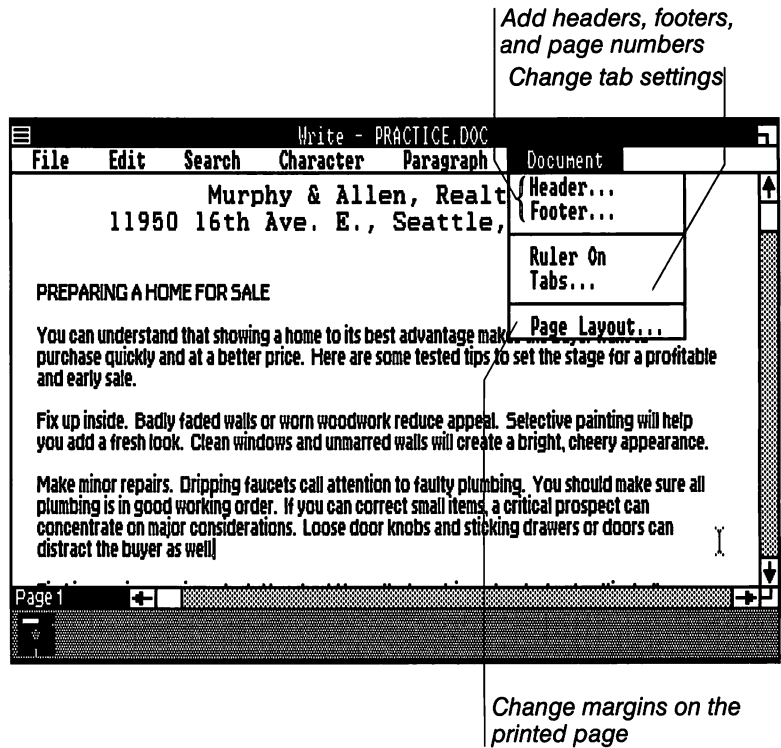 Add headers, footers,
and page numbers
Change tab settings
Write - PRACTICE.DOC
File Edit Search Character Paragraph Document
Header...
Footer...
Ruler On
Tabs...
Page Layout...
Murphy & Allen, Realt
11950 16th Ave. E., Seattle,
PREPARING A HOME FOR SALE
You can understand that showing a home to its best advantage
purchase quickly and at a better price. Here are some tested tips to set the stage for a profitable
and early sale.
Fix up inside. Badly faded walls or worn woodwork reduce appeal. Selective painting will help
you add a fresh look. Clean windows and unmarred walls will create a bright, cheery appearance.
Make minor repairs. Dripping faucets call attention to faulty plumbing. You should make sure all
plumbing is in good working order. If you can correct small items, a critical prospect can
concentrate on major considerations. Loose door knobs and sticking drawers or doors can
distract the buyer as well
Page 1
Change margins on the
printed page